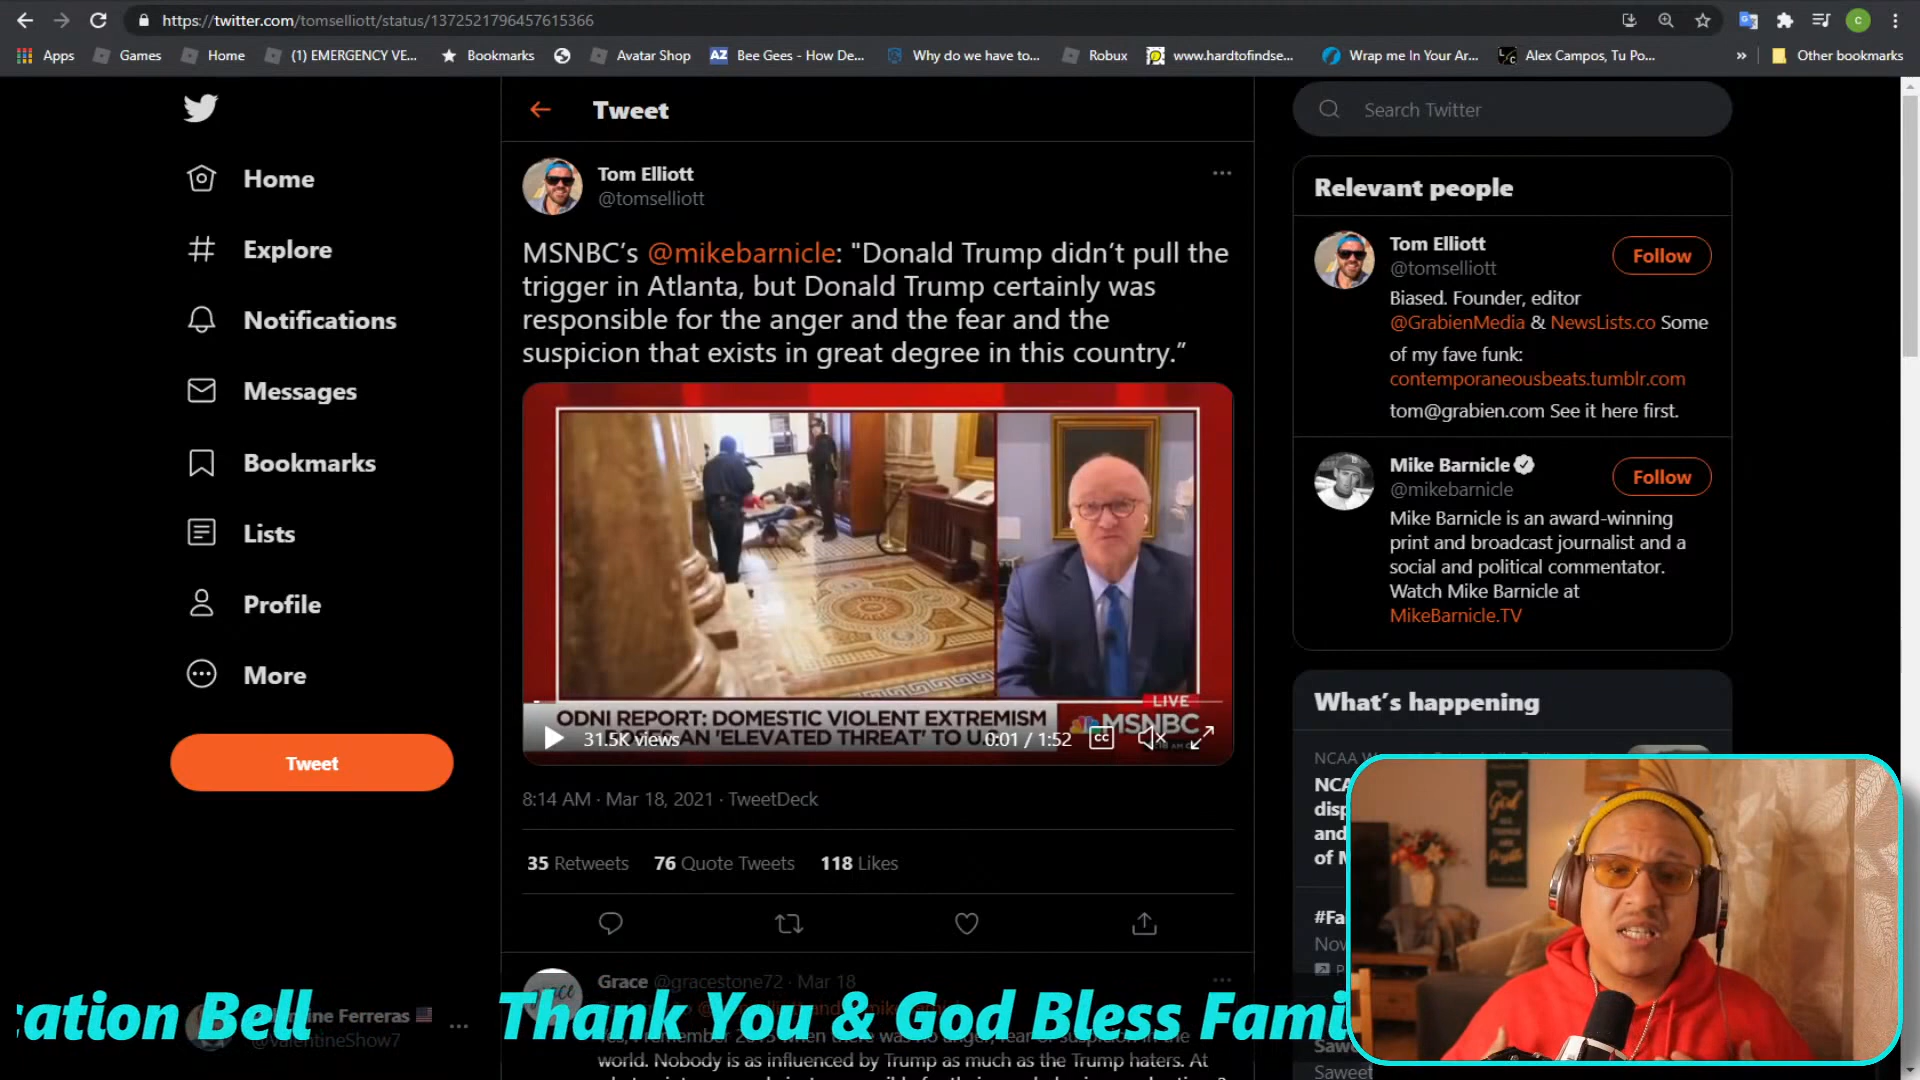 https://twitter.com/tomselliott/status/1372521796457615366
Apps Games Home (1) EMERGENCY VE... Bookmarks Avatar Shop AZ Bee Gees - How De... Why do we have to... Robux www.hardtofindse... Wrap me In Your Ar... Alex Campos, Tu Po... » Other bookmarks
Home
Explore
Notifications
Messages
Bookmarks
Lists
Profile
More
Tweet
Tweet
Tom Elliott
@tomselliott
MSNBC’s @mikebarnicle: "Donald Trump didn’t pull the
trigger in Atlanta, but Donald Trump certainly was
responsible for the anger and the fear and the
suspicion that exists in great degree in this country.”
LIVE
ODNI REPORT: DOMESTIC VIOLENT EXTREMISM
AN 'ELEVATED THREAT' TO U.S.
MSNBC
31.5K views
0:01 / 1:52
CC
8:14 AM · Mar 18, 2021 · TweetDeck
35 Retweets 76 Quote Tweets 118 Likes
Grace @gracestone72 · Mar 18
world. Nobody is as influenced by Trump as much as the Trump haters. At
Search Twitter
Relevant people
Tom Elliott
@tomselliott
Follow
Biased. Founder, editor
@GrabienMedia & NewsLists.co Some
of my fave funk:
contemporaneousbeats.tumblr.com
tom@grabien.com See it here first.
Mike Barnicle
@mikebarnicle
Follow
Mike Barnicle is an award-winning
print and broadcast journalist and a
social and political commentator.
Watch Mike Barnicle at
MikeBarnicle.TV
What’s happening
NCAA
and
of
#Fa
Saweet
Ferreras
@ValentineShow7
cation Bell Thank You & God Bless Fami
God